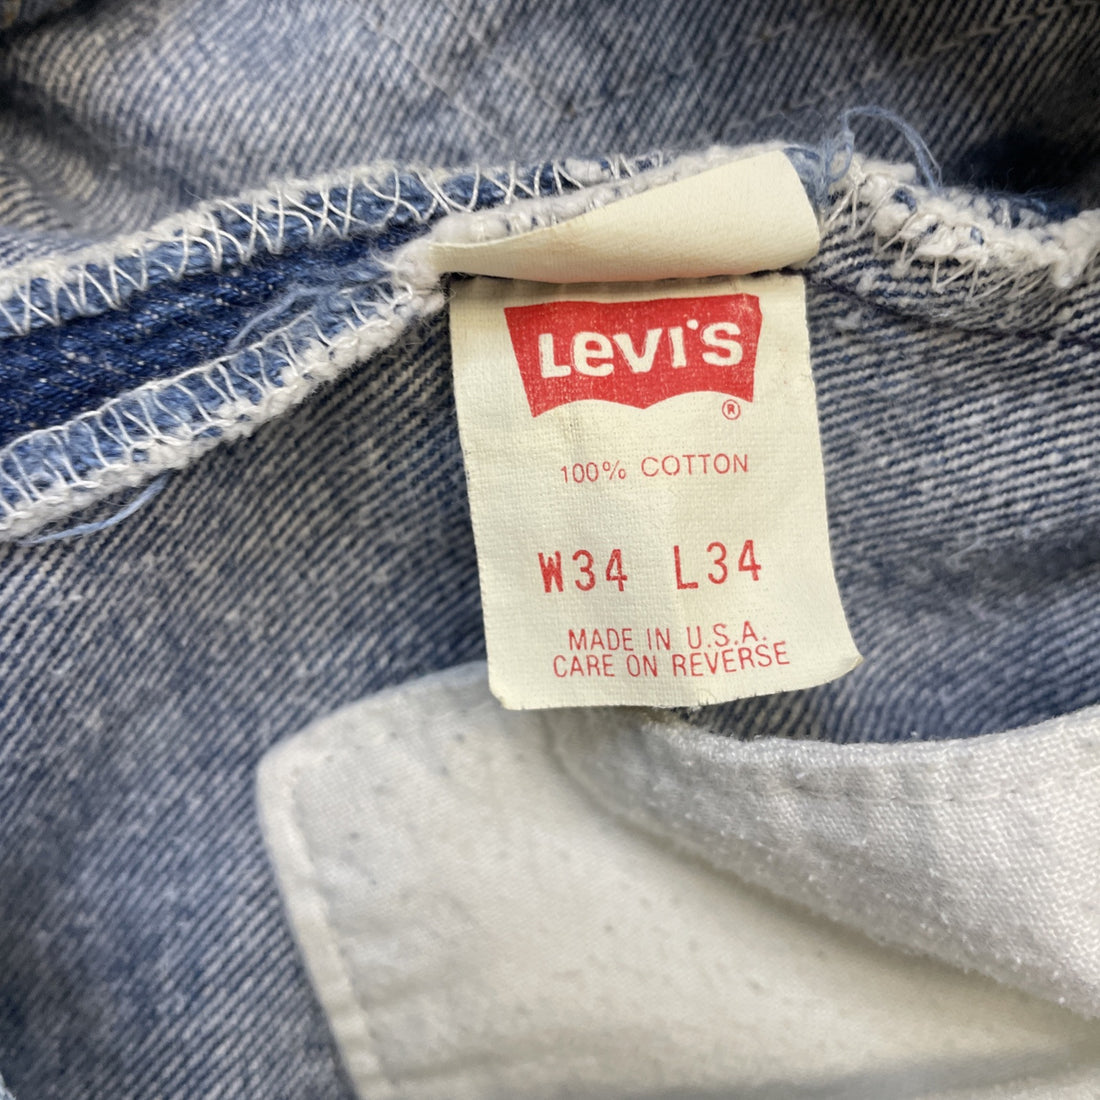 Levi's
®
100% COTTON
W34 L34
MADE IN U.S.A.
CARE ON REVERSE